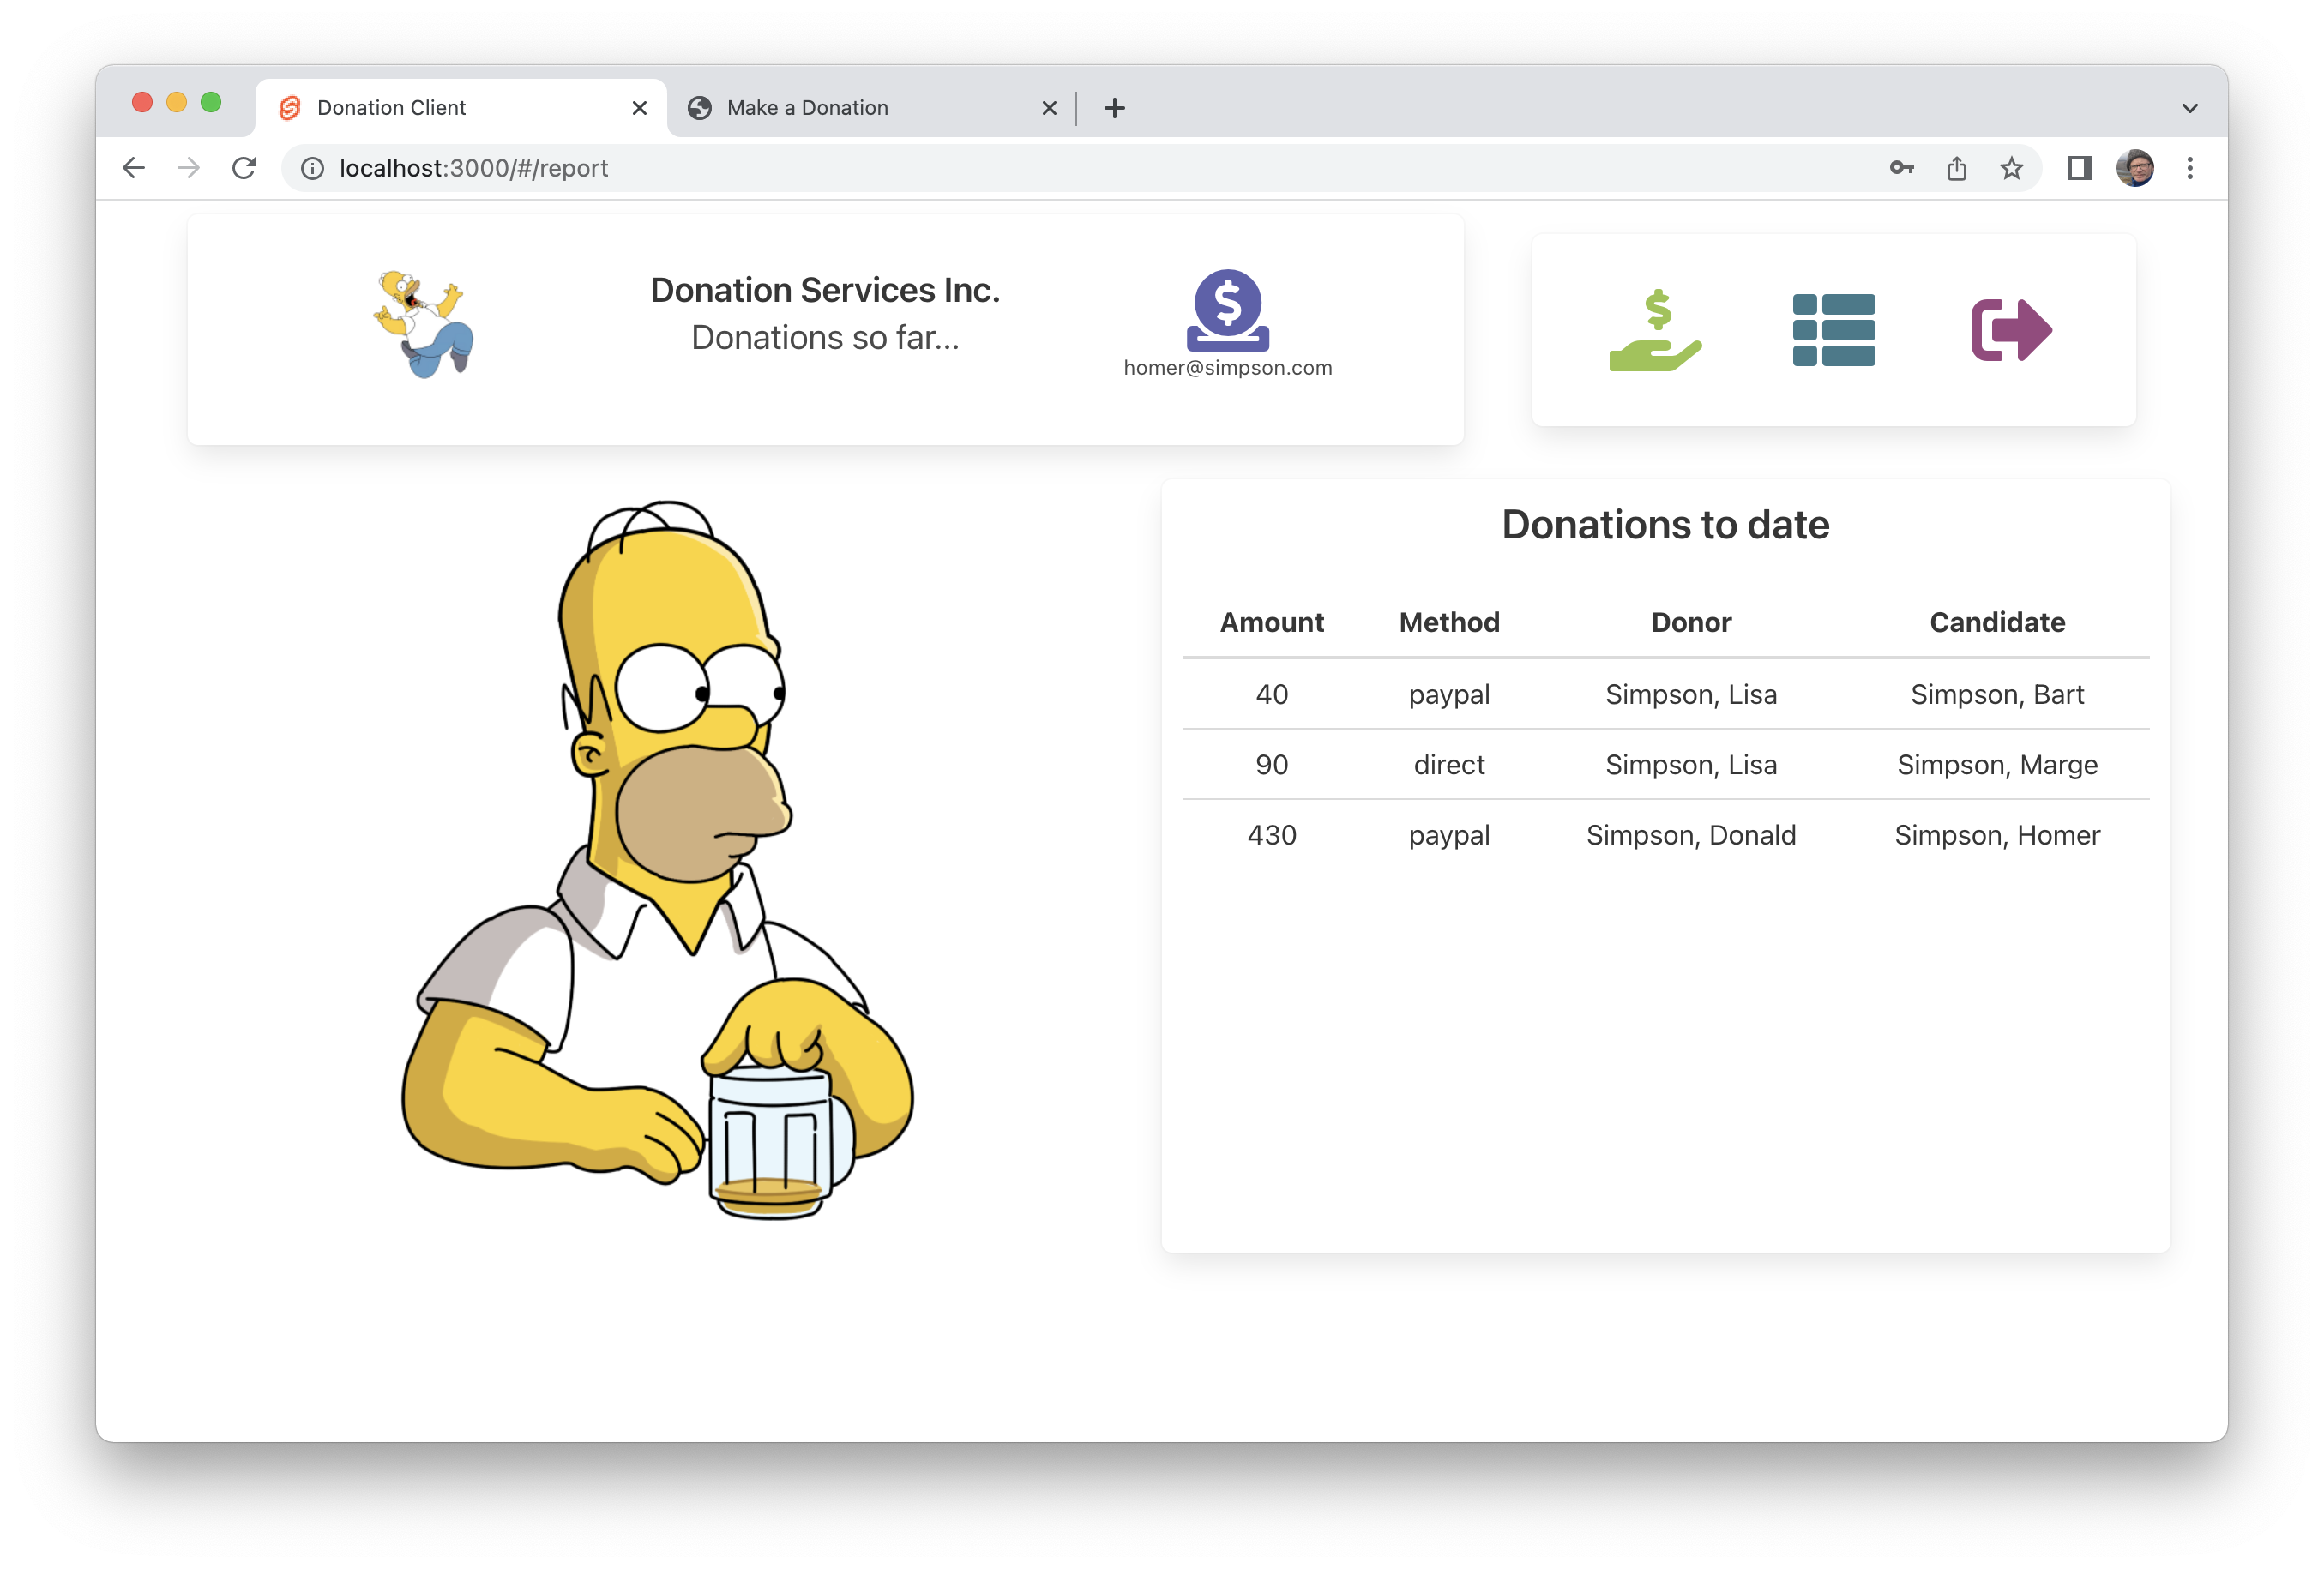 Donation Client
Make a Donation
localhost:3000/#/report
Donation Services Inc.
Donations so far...
homer@simpson.com
Donations to date
Amount Method Donor Candidate
40 paypal Simpson, Lisa Simpson, Bart
90 direct Simpson, Lisa Simpson, Marge
430 paypal Simpson, Donald Simpson, Homer